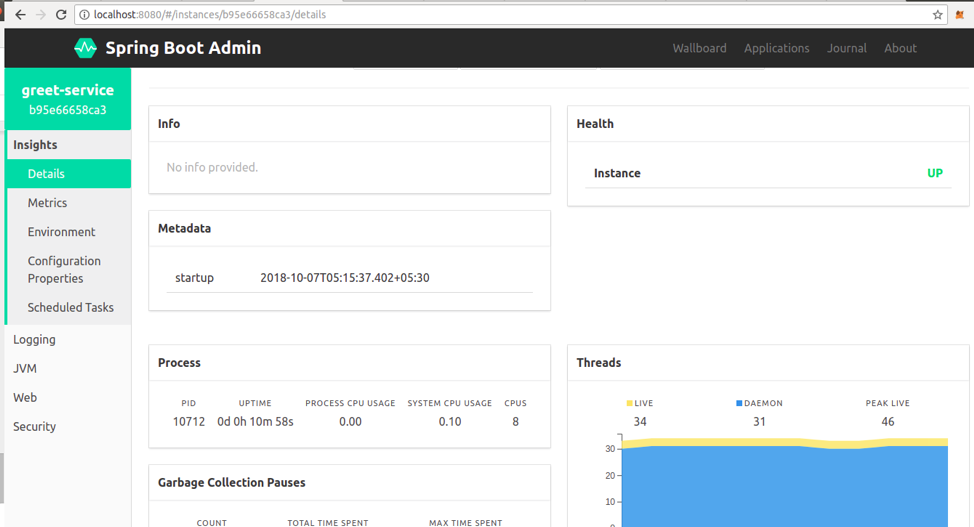 localhost:8080/#/instances/b95e66658ca3/details
Spring Boot Admin
Wallboard Applications Journal About
greet-service
b95e66658ca3
Insights
Details
Metrics
Environment
Configuration
Properties
Scheduled Tasks
Logging
JVM
Web
Security
Info
No info provided.
Health
Instance UP
Metadata
startup 2018-10-07T05:15:37.402+05:30
Process
PID UPTIME PROCESS CPU USAGE SYSTEM CPU USAGE CPUS
10712 0d 0h 10m 58s 0.00 0.10 8
Threads
LIVE DAEMON PEAK LIVE
34 31 46
30
20
10
0
Garbage Collection Pauses
COUNT TOTAL TIME SPENT MAX TIME SPENT